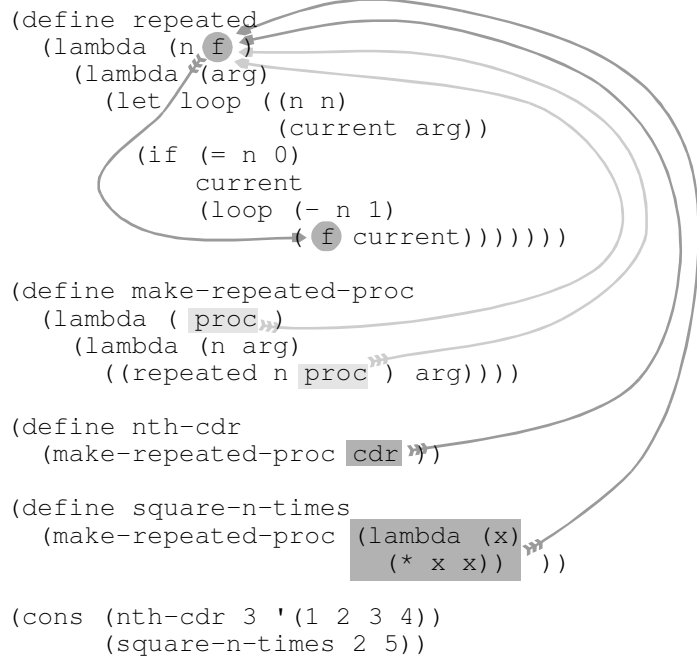 (define repeated
(lambda (n f )
(lambda (arg)
(let loop ((n n)
(current arg))
(if (= n 0)
current
(loop (- n 1)
( f current)))))))
(define make-repeated-proc
(lambda ( proc )
(lambda (n arg)
((repeated n proc ) arg))))
(define nth-cdr
(make-repeated-proc cdr ))
(define square-n-times
(make-repeated-proc (lambda (x)
(* x x)) ))
(cons (nth-cdr 3 '(1 2 3 4))
(square-n-times 2 5))